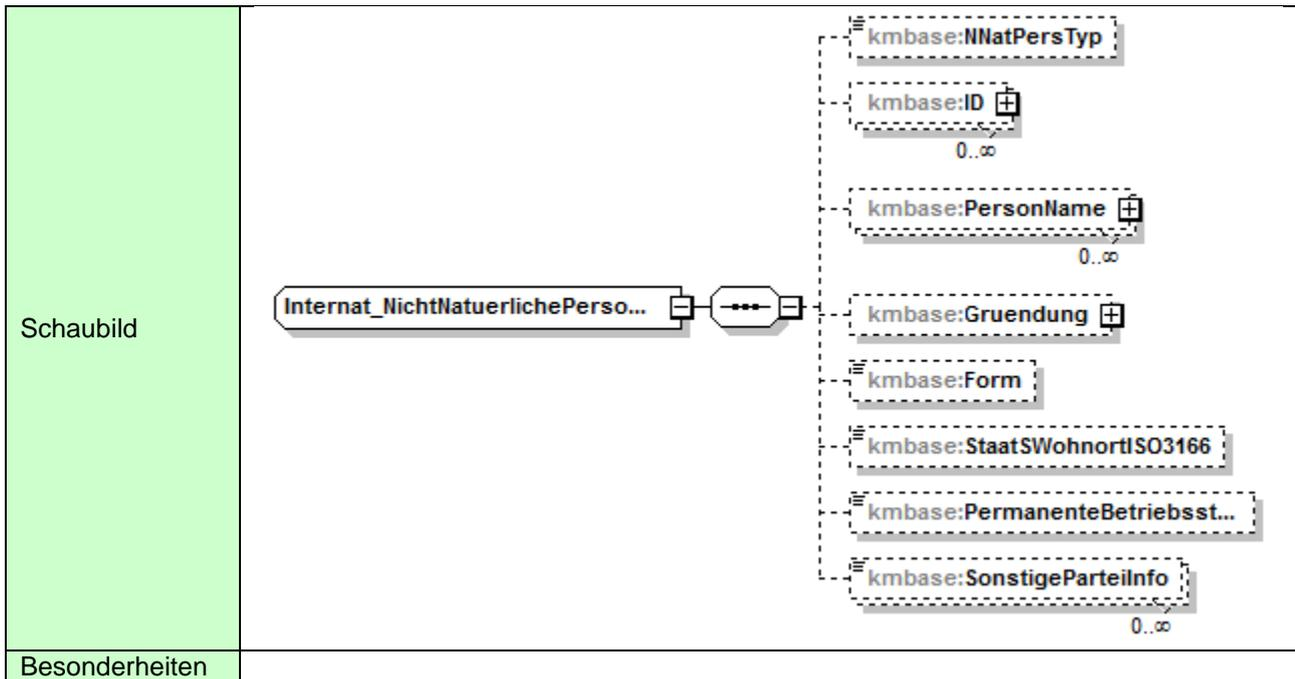 Schaubild
Internat_NichtNatuerlichePerso...
kmbase:NNatPersTyp
kmbase:ID
0..∞
kmbase:PersonName
0..∞
kmbase:Gruendung
kmbase:Form
kmbase:StaatSWohnortISO3166
kmbase:PermanenteBetriebsst...
kmbase:SonstigeParteiInfo
0..∞
Besonderheiten